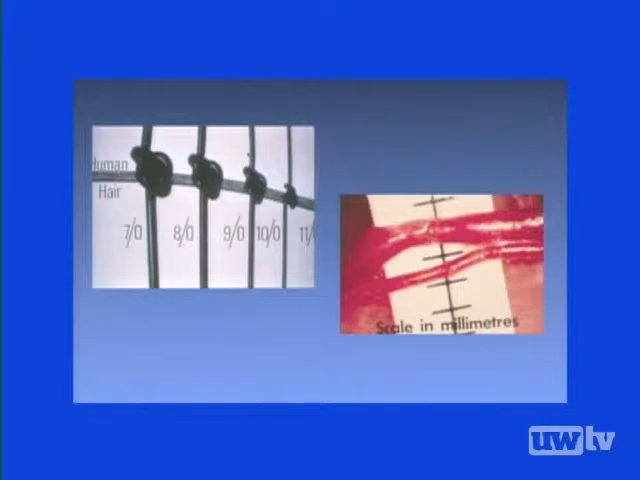 Human
Hair
7/0 8/0 9/0 10/0 11/
Scale in millimetres
uwtv